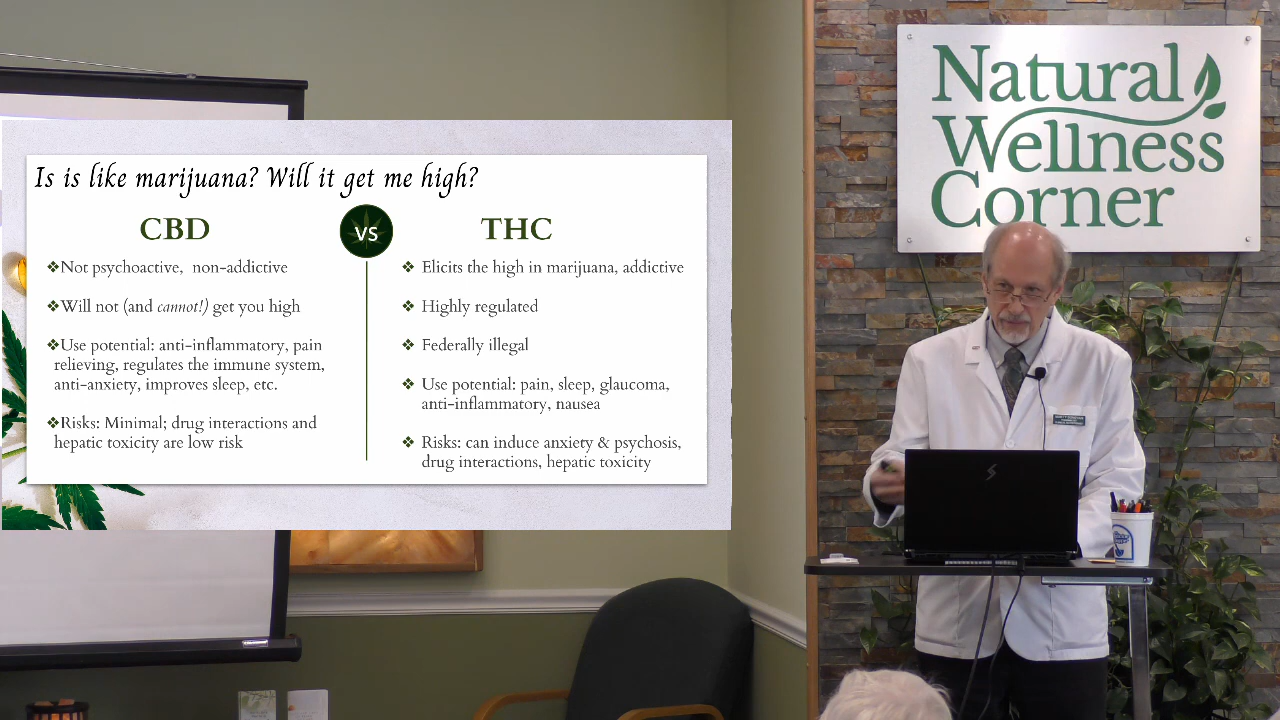 Is is like marijuana? Will it get me high?
CBD
VS
THC
❖Not psychoactive, non-addictive
❖Will not (and cannot!) get you high
❖Use potential: anti-inflammatory, pain
relieving, regulates the immune system,
anti-anxiety, improves sleep, etc.
❖Risks: Minimal; drug interactions and
hepatic toxicity are low risk
❖ Elicits the high in marijuana, addictive
❖ Highly regulated
❖ Federally illegal
❖ Use potential: pain, sleep, glaucoma,
anti-inflammatory, nausea
❖ Risks: can induce anxiety & psychosis,
drug interactions, hepatic toxicity
Natural
Wellness
Corner